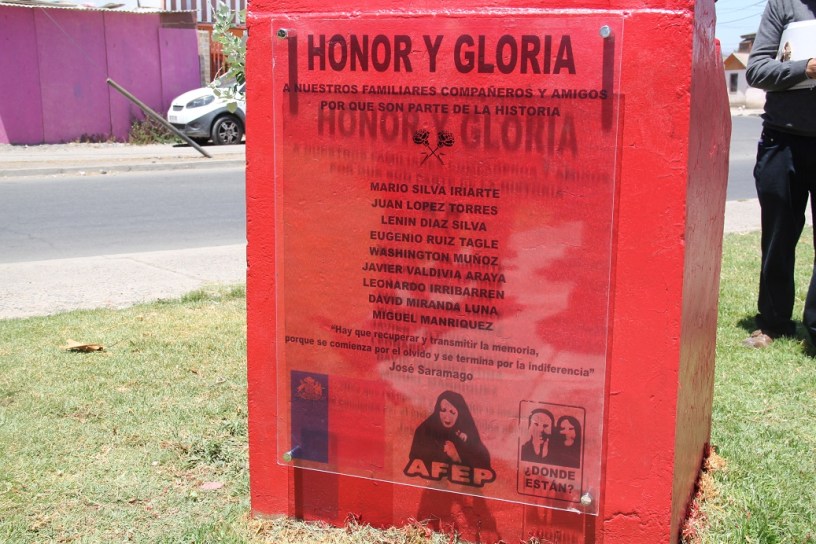 HONOR Y GLORIA
A NUESTROS FAMILIARES COMPAÑEROS Y AMIGOS
POR QUE SON PARTE DE LA HISTORIA
MARIO SILVA IRIARTE
JUAN LOPEZ TORRES
LENIN DIAZ SILVA
EUGENIO RUIZ TAGLE
WASHINGTON MUÑOZ
JAVIER VALDIVIA ARAYA
LEONARDO IRRIBARREN
DAVID MIRANDA LUNA
MIGUEL MANRIQUEZ
"Hay que recuperar y transmitir la memoria,
porque se comienza por el olvido y se termina por la indiferencia"
José Saramago
AFEP
¿DONDE
ESTÁN?